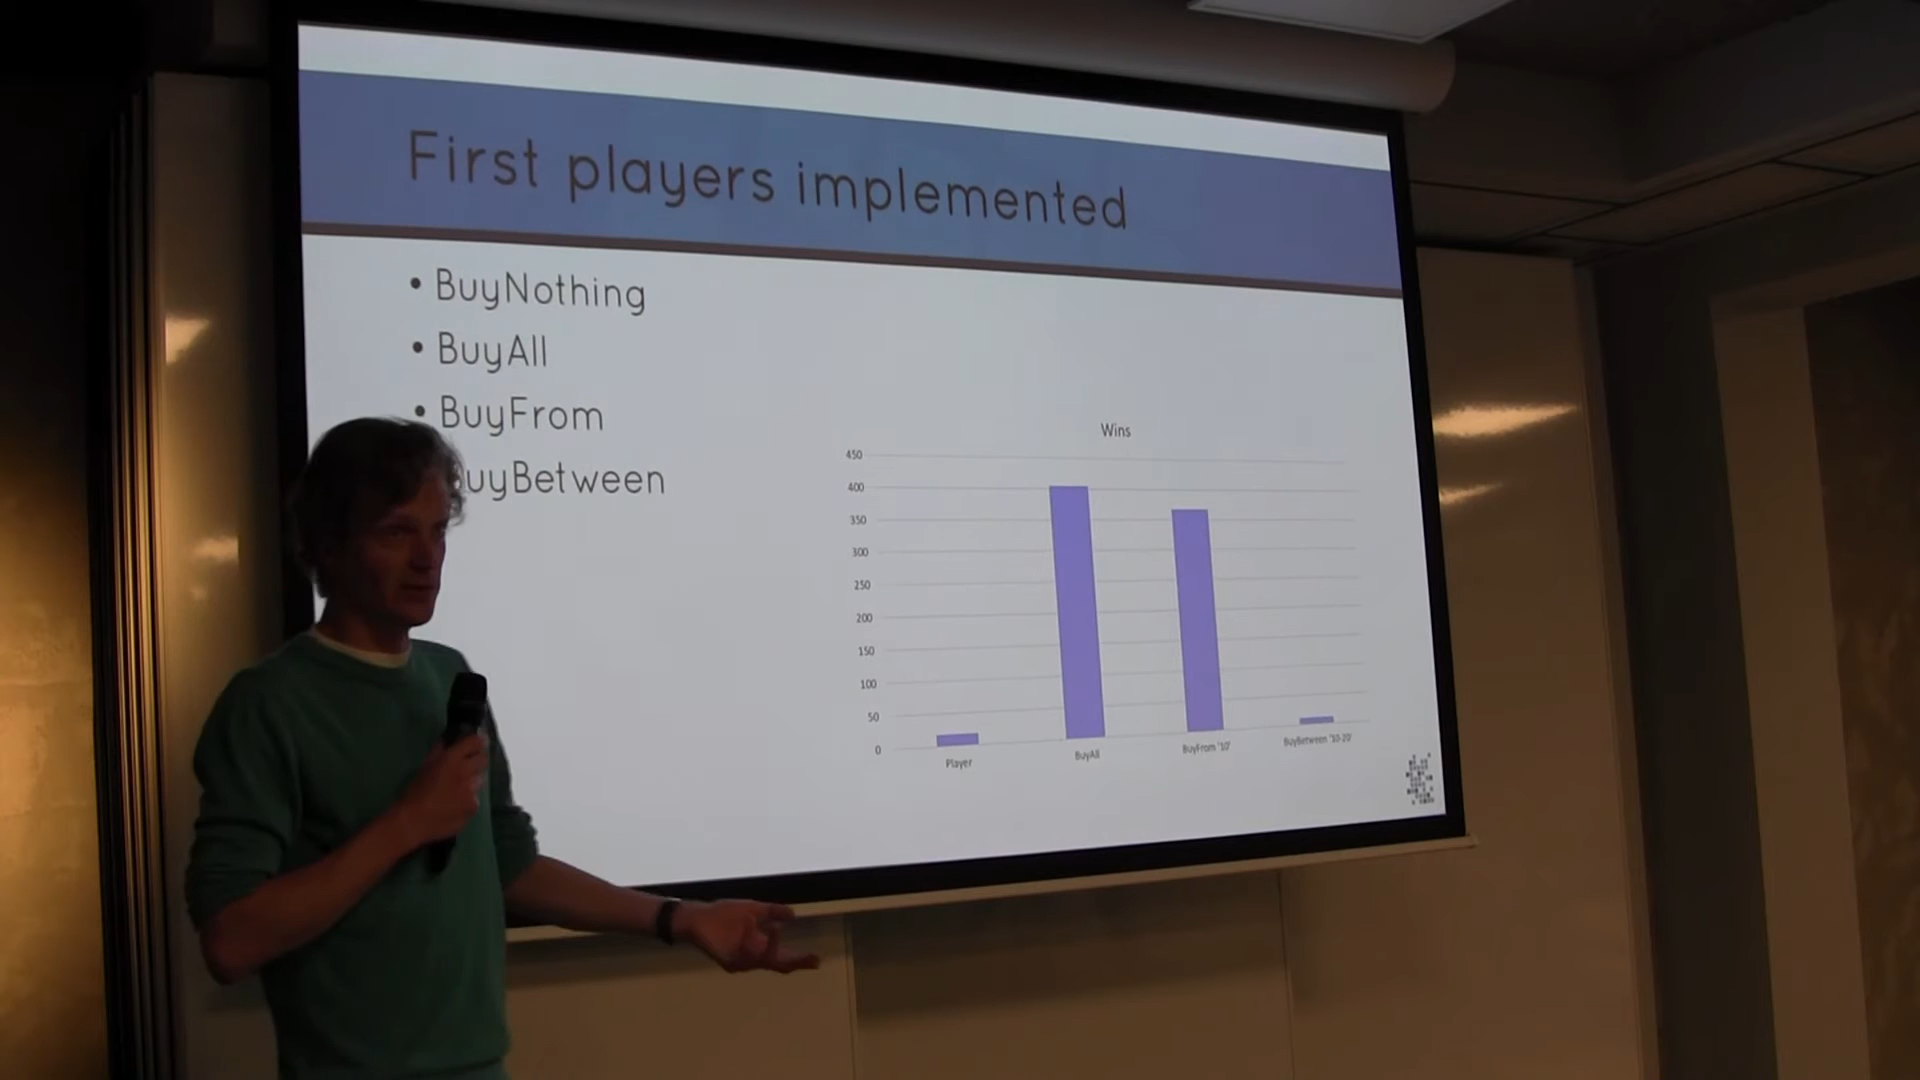 First players implemented
• BuyNothing
• BuyAll
• BuyFrom
uyBetween
Wins
450
400
350
300
250
200
150
100
50
0
Player
BuyAll
BuyFrom '10'
BuyBetween '10-20'